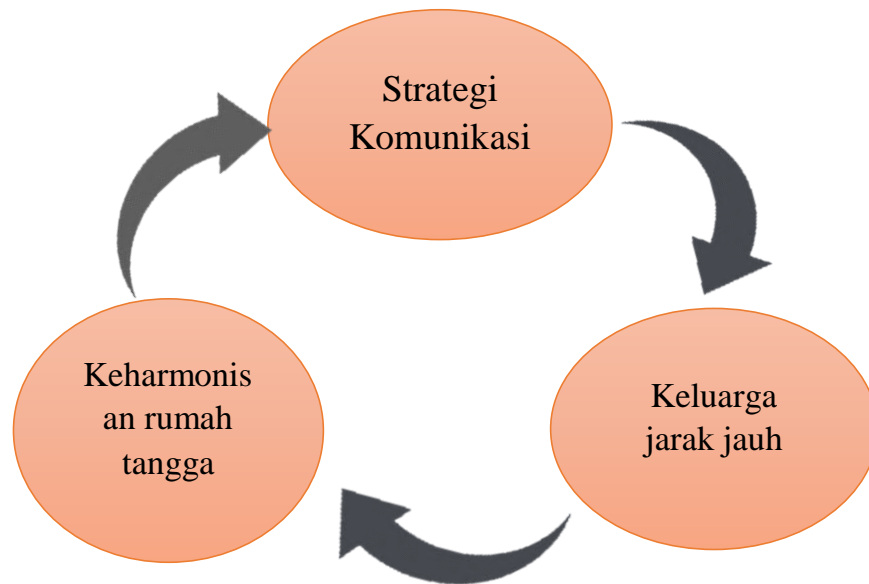 Strategi
Komunikasi
Keluarga
jarak jauh
Keharmonis
an rumah
tangga